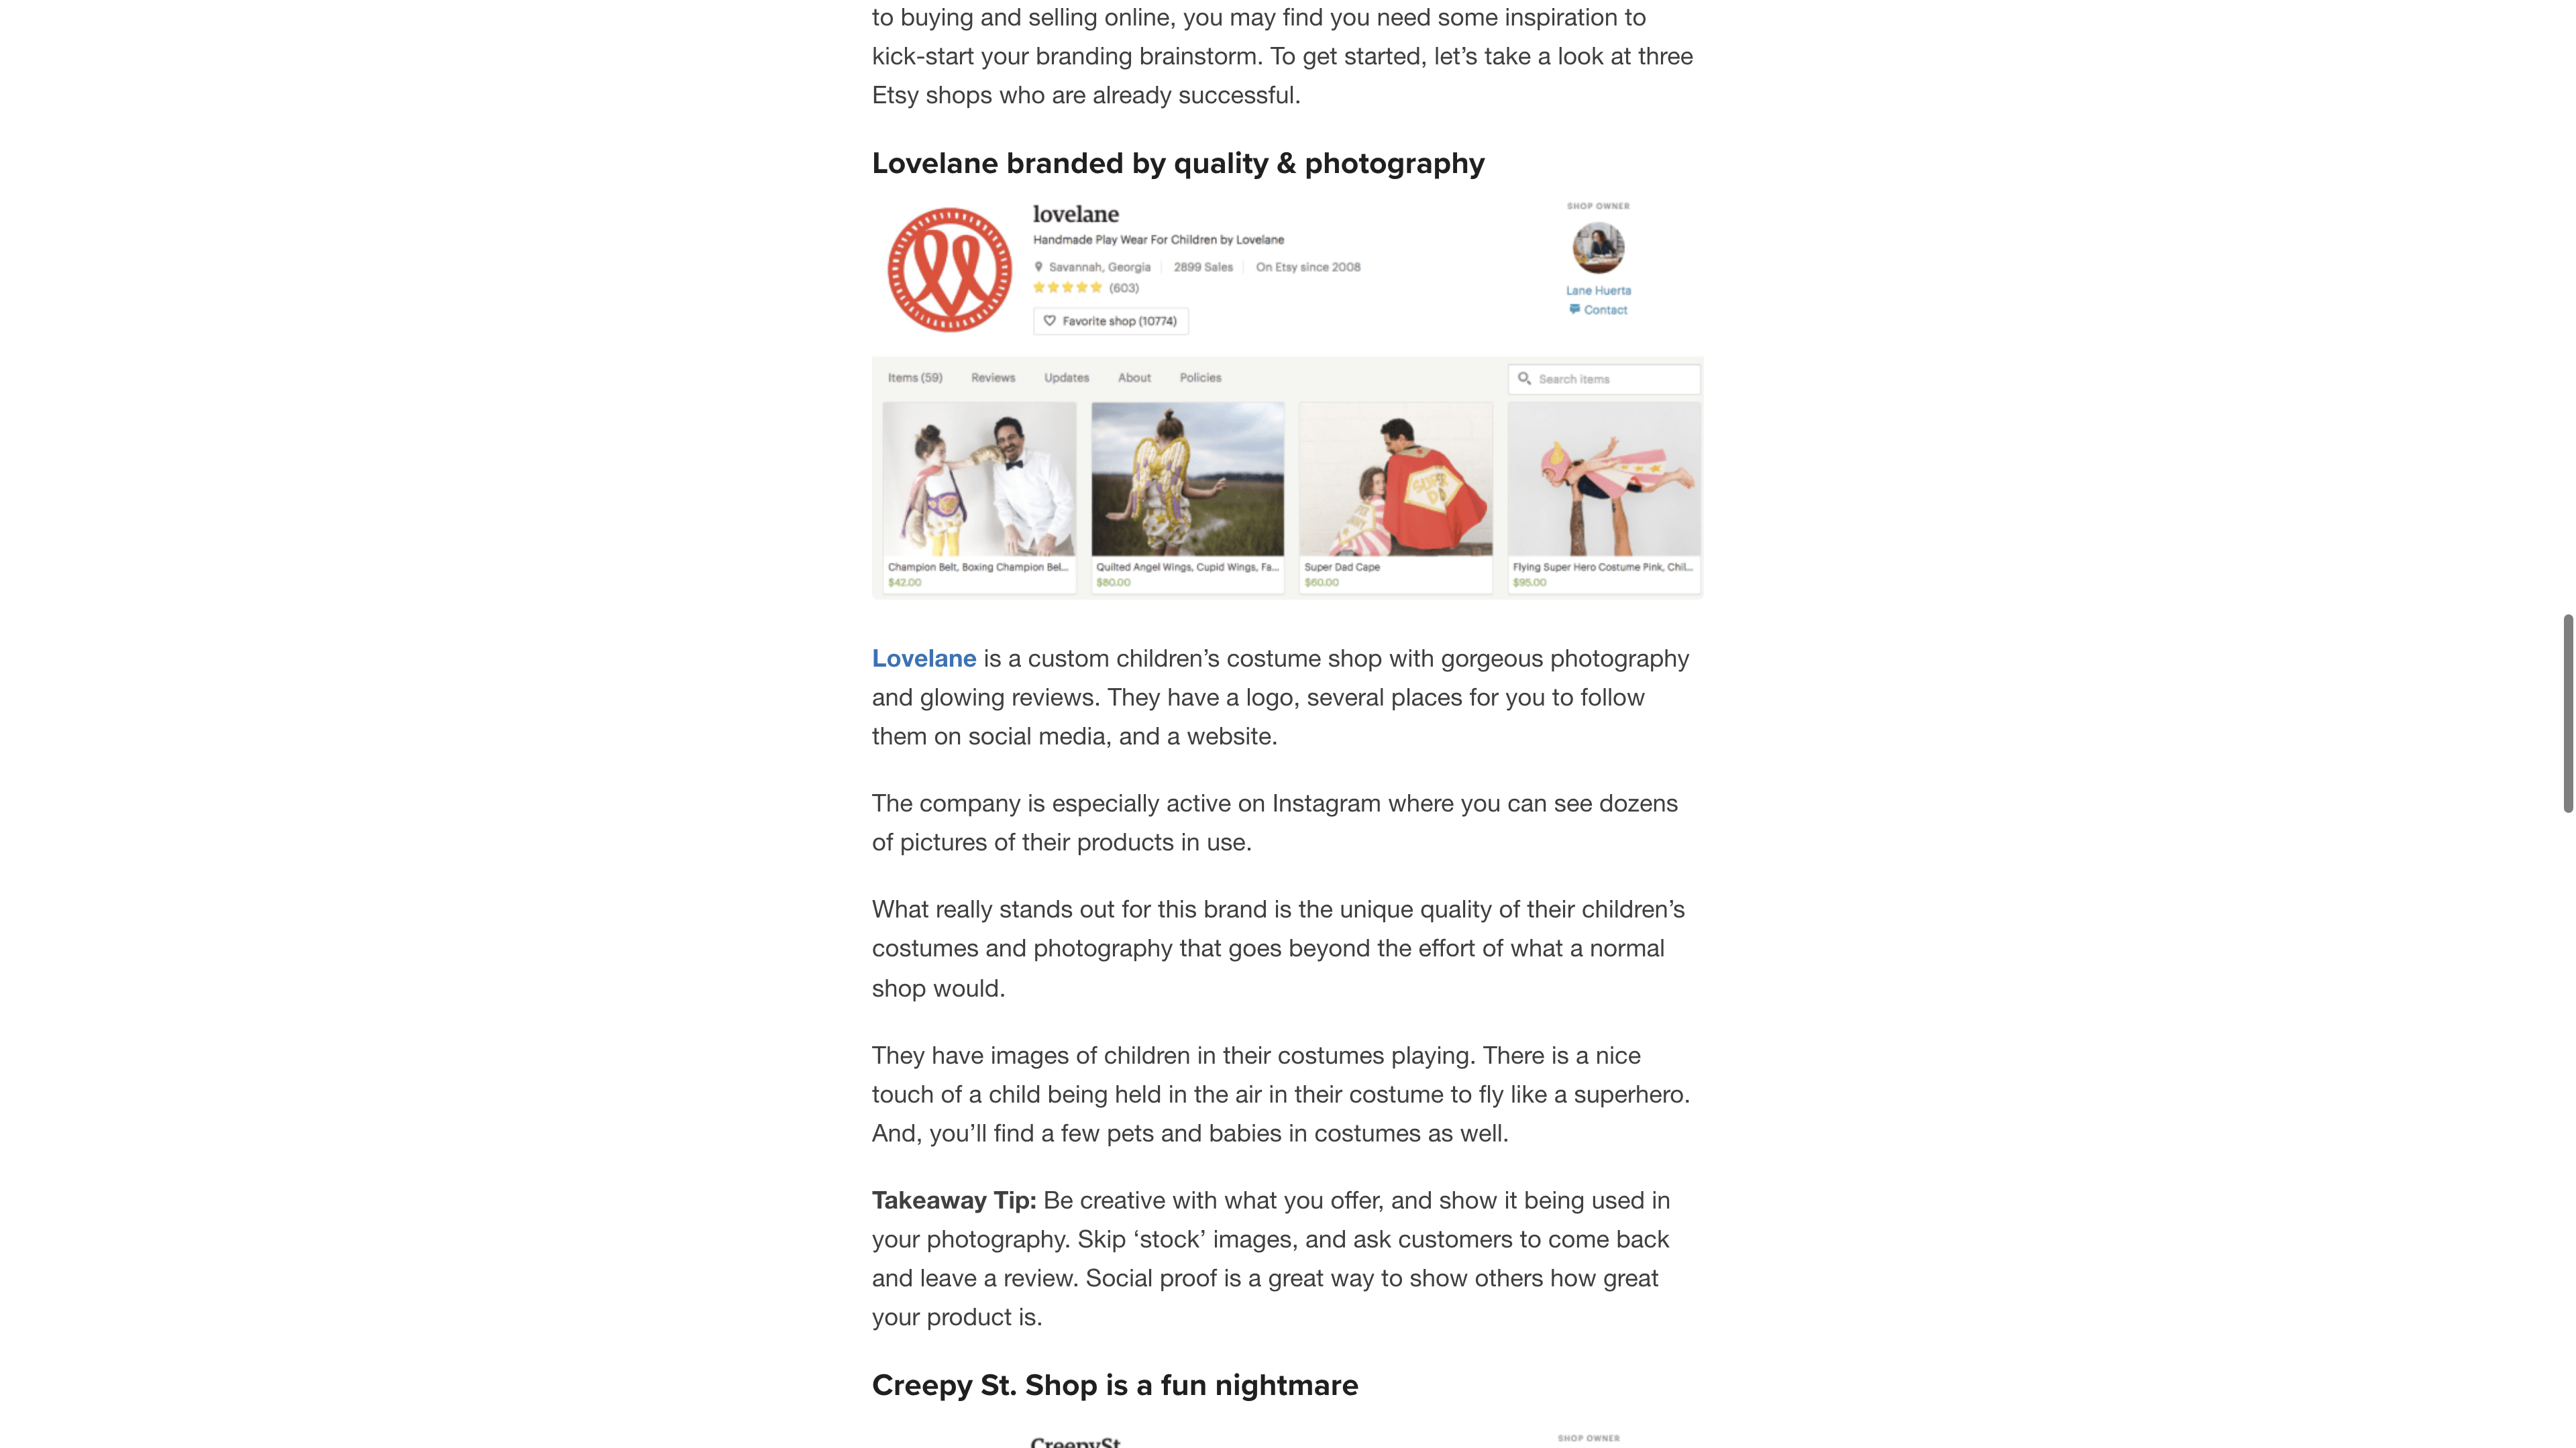 to buying and selling online, you may find you need some inspiration to
kick-start your branding brainstorm. To get started, let’s take a look at three
Etsy shops who are already successful.
Lovelane branded by quality & photography
lovelane
Handmade Play Wear For Children by Lovelane
Savannah, Georgia | 2899 Sales | On Etsy since 2008
(603)
Favorite shop (10774)
SHOP OWNER
Lane Huerta
Contact
Items (59) Reviews Updates About Policies
Search items
SUPER
Champion Belt, Boxing Champion Bel...
$42.00
Quilted Angel Wings, Cupid Wings, Fa...
$80.00
Super Dad Cape
$60.00
Flying Super Hero Costume Pink, Chil...
$95.00
Lovelane is a custom children’s costume shop with gorgeous photography
and glowing reviews. They have a logo, several places for you to follow
them on social media, and a website.
The company is especially active on Instagram where you can see dozens
of pictures of their products in use.
What really stands out for this brand is the unique quality of their children’s
costumes and photography that goes beyond the effort of what a normal
shop would.
They have images of children in their costumes playing. There is a nice
touch of a child being held in the air in their costume to fly like a superhero.
And, you’ll find a few pets and babies in costumes as well.
Takeaway Tip: Be creative with what you offer, and show it being used in
your photography. Skip ‘stock’ images, and ask customers to come back
and leave a review. Social proof is a great way to show others how great
your product is.
Creepy St. Shop is a fun nightmare
CreepySt
SHOP OWNER